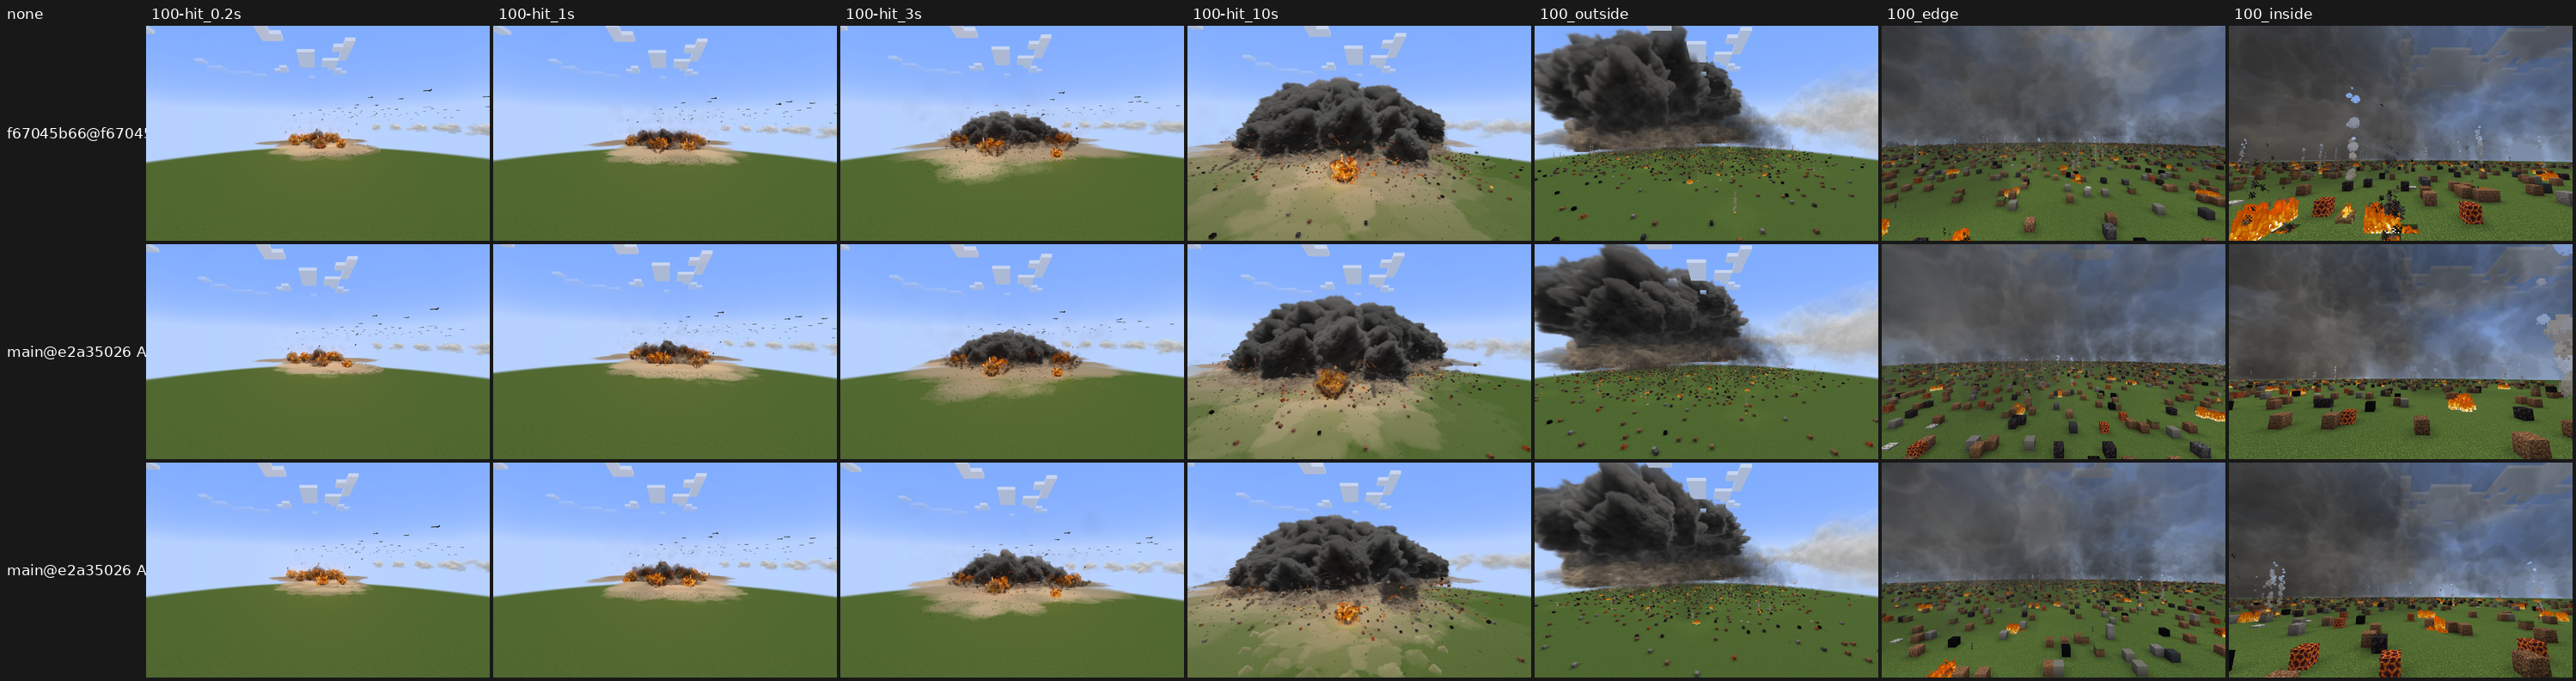 none 100-hit_0.2s 100-hit_1s 100-hit_3s 100-hit_10s 100_outside 100_edge 100_inside
f67045b66@f6704
main@e2a35026 A
main@e2a35026 A